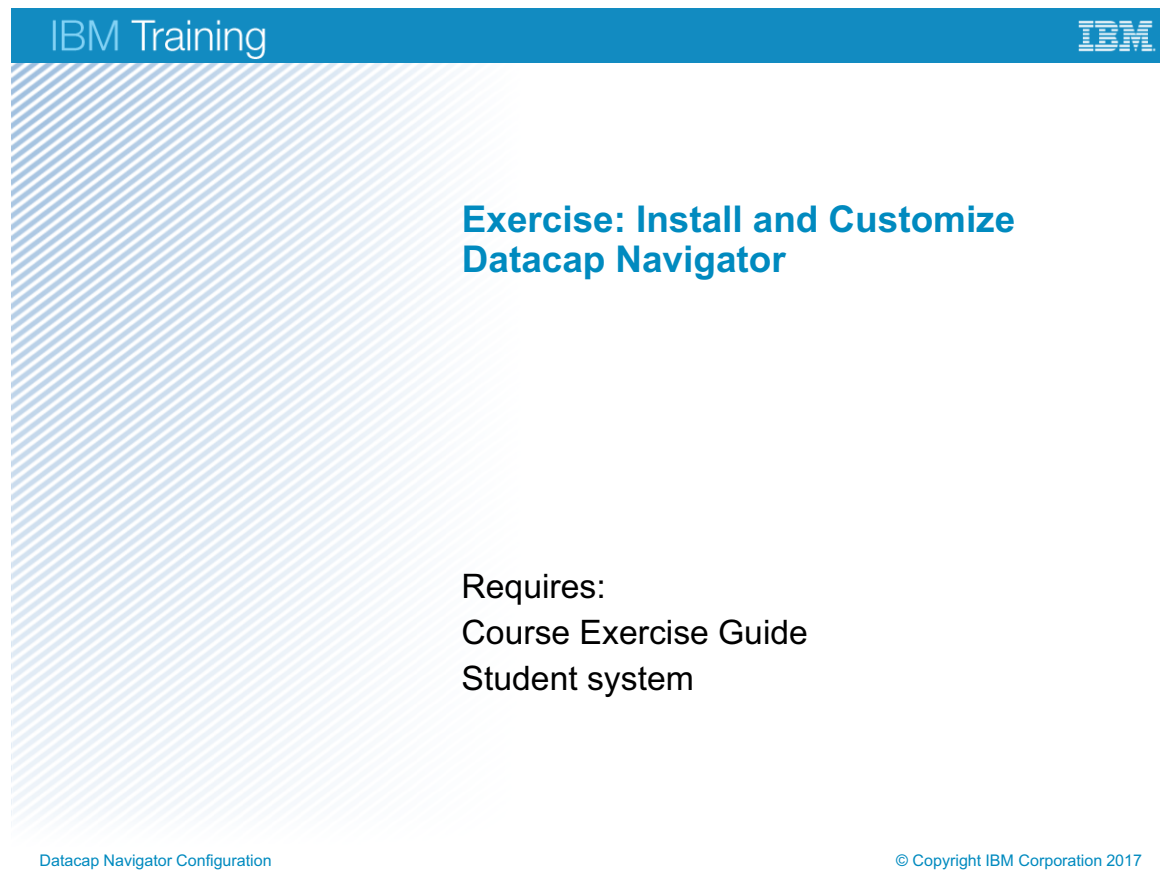 IBM Training
IBM
Exercise: Install and Customize
Datacap Navigator
Requires:
Course Exercise Guide
Student system
Datacap Navigator Configuration
© Copyright IBM Corporation 2017